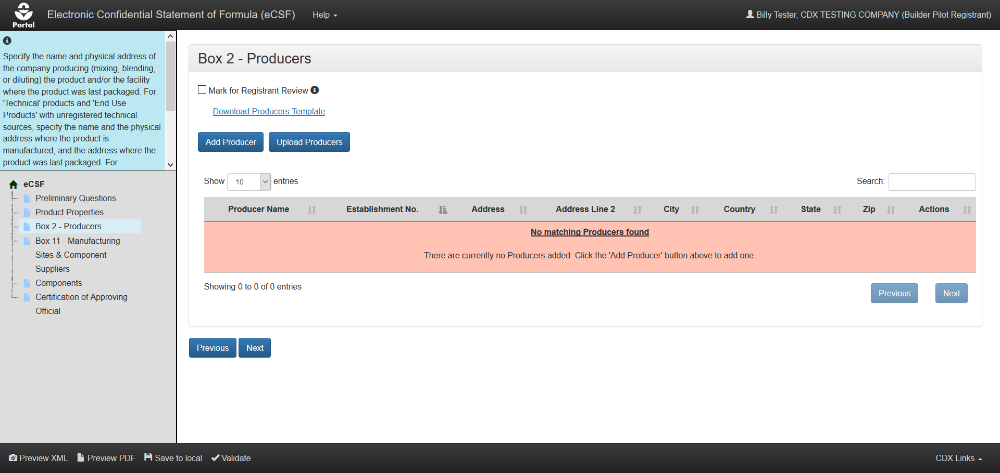 Portal
Electronic Confidential Statement of Formula (eCSF)
Help
Billy Tester, CDX TESTING COMPANY (Builder Pilot Registrant)
Specify the name and physical address of
the company producing (mixing, blending,
or diluting) the product and/or the facility
where the product was last packaged. For
'Technical' products and 'End Use
Products' with unregistered technical
sources, specify the name and the physical
address where the product is
manufactured, and the address where the
product was last packaged. For
eCSF
Preliminary Questions
Product Properties
Box 2 - Producers
Box 11 - Manufacturing
Sites & Component
Suppliers
Components
Certification of Approving
Official
Box 2 - Producers
Mark for Registrant Review
Download Producers Template
Add Producer
Upload Producers
Show 10 entries
Search:
Producer Name Establishment No. Address Address Line 2 City Country State Zip Actions
No matching Producers found
There are currently no Producers added. Click the 'Add Producer' button above to add one.
Showing 0 to 0 of 0 entries
Previous
Next
Previous
Next
Preview XML
Preview PDF
Save to local
Validate
CDX Links